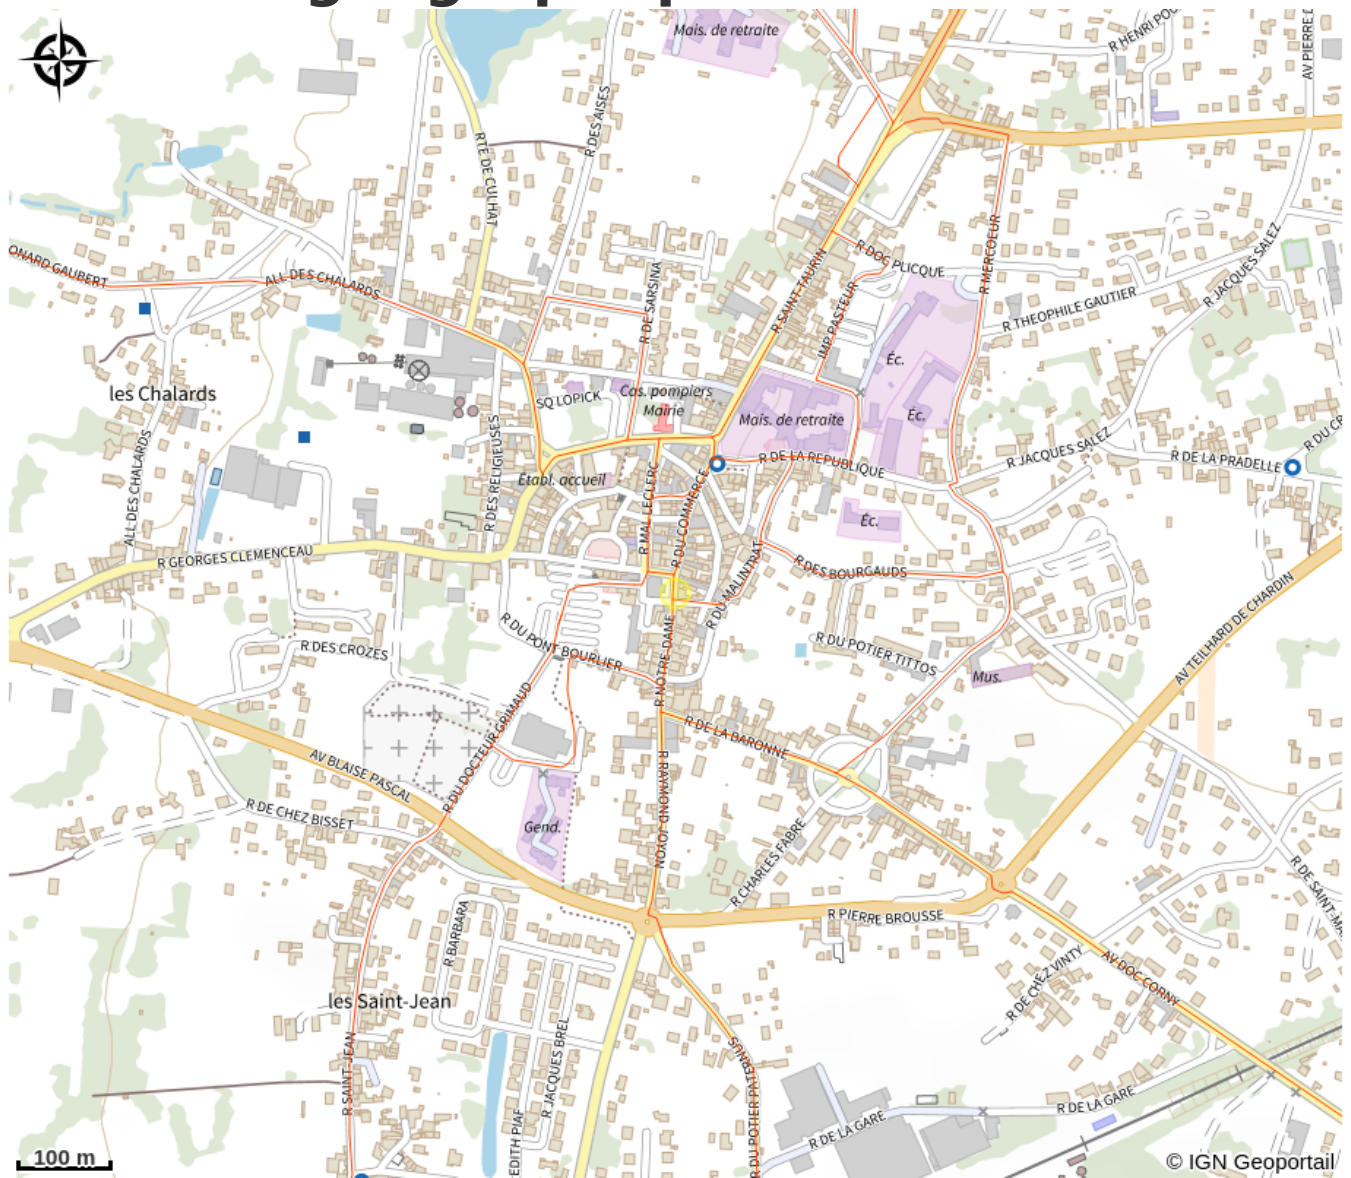 Mais. de retraite
R HENRI POU
AV PIERRE D
R DES AISES
RTE DE CULHAT
ONARD GAUBERT
ALL DES CHALARDS
R DE SARSINA
R SAINT-TAURIN
R DOC PLICQUE
R MERCOEUR
R JACQUES SALEZ
IMP PASTEUR
R THEOPHILE GAUTIER
Éc.
les Chalards
SQ LOPICK
Cas. pompiers
Mairie
Mais. de retraite
Éc.
ALL DES CHALARDS
R DES RELIGIEUSES
Établ. accueil
R MAL LECLERC
R DU COMMERCE
R DE LA REPUBLIQUE
R JACQUES SALEZ
R DE LA PRADELLE
R DU CR
Éc.
R GEORGES CLEMENCEAU
R DES BOURGAUDS
R DU MALINTRAT
R DU PONT BOURLIER
R DES CROZES
R NOTRE-DAME
R DU POTIER TITTOS
Mus.
AV TEILHARD DE CHARDIN
R DE LA BARONNE
AV BLAISE PASCAL
R DU DOCTEUR GRIMAUD
R RAYMOND JOYON
R DE CHEZ BISSET
Gend.
R CHARLES FABRE
R PIERRE BROUSSE
R DE SAINT-MA
R BARBARA
R DE CHEZ VINTY
AV DOC CORNY
les Saint-Jean
R SAINT-JEAN
R JACQUES BREL
EDITH PIAF
R DU POTIER PATERNUS
R DE LA GARE
R DE LA GARE
100 m
© IGN Geoportail